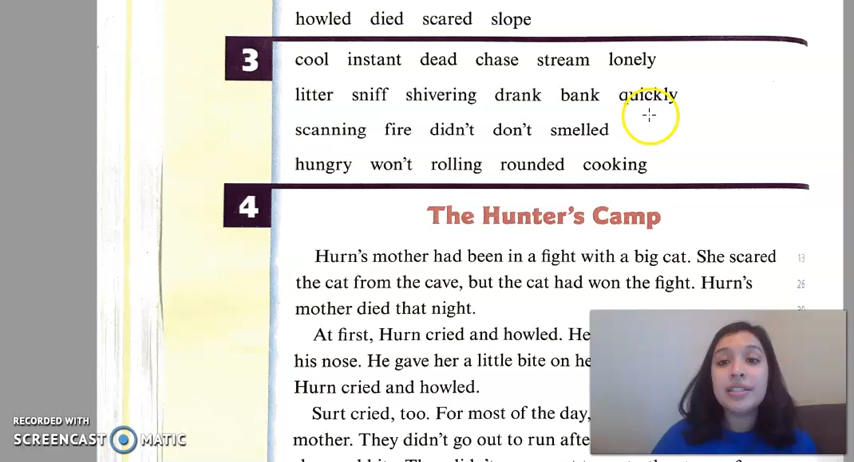 howled died scared slope
3
cool instant dead chase stream lonely
litter sniff shivering drank bank quickly
scanning fire didn't don't smelled
hungry won't rolling rounded cooking
4
The Hunter's Camp
Hurn's mother had been in a fight with a big cat. She scared 13
the cat from the cave, but the cat had won the fight. Hurn's 26
mother died that night.
At first, Hurn cried and howled. He
his nose. He gave her a little bite on
Hurn cried and howled.
Surt cried, too. For most of the day,
mother. They didn't go out to run
RECORDED WITH
SCREENCAST MATIC